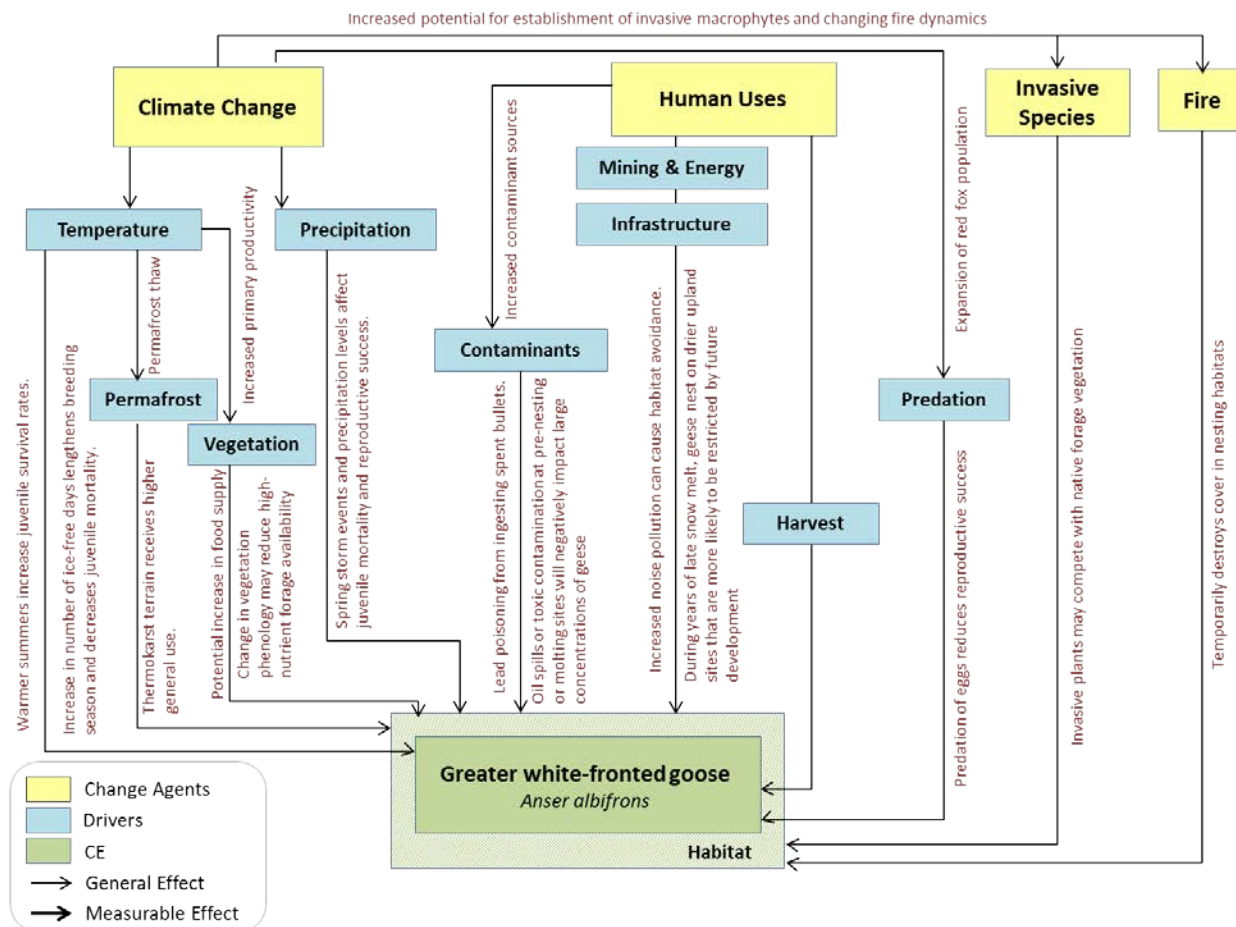 Increased potential for establishment of invasive macrophytes and changing fire dynamics
Climate Change
Human Uses
Invasive
Species
Fire
Mining & Energy
Infrastructure
Temperature
Precipitation
Increased contaminant sources
Expansion of red fox population
Permafrost thaw
Increased primary productivity
Contaminants
Permafrost
Vegetation
Predation
Harvest
Warmer summers increase juvenile survival rates.
Increase in number of ice-free days lengthens breeding
season and decreases juvenile mortality.
Thermokarst terrain receives higher
general use.
Potential increase in food supply
Change in vegetation
phenology may reduce high-
nutrient forage availability
Spring storm events and precipitation levels affect
juvenile mortality and reproductive success.
Lead poisoning from ingesting spent bullets.
Oil spills or toxic contamination at pre-nesting
or molting sites will negatively impact large
concentrations of geese
Increased noise pollution can cause habitat avoidance.
During years of late snow melt, geese nest on drier upland
sites that are more likely to be restricted by future
development
Predation of eggs reduces reproductive success
Invasive plants may compete with native forage vegetation
Temporarily destroys cover in nesting habitats
Greater white-fronted goose
Anser albifrons
Habitat
Change Agents
Drivers
CE
General Effect
Measurable Effect